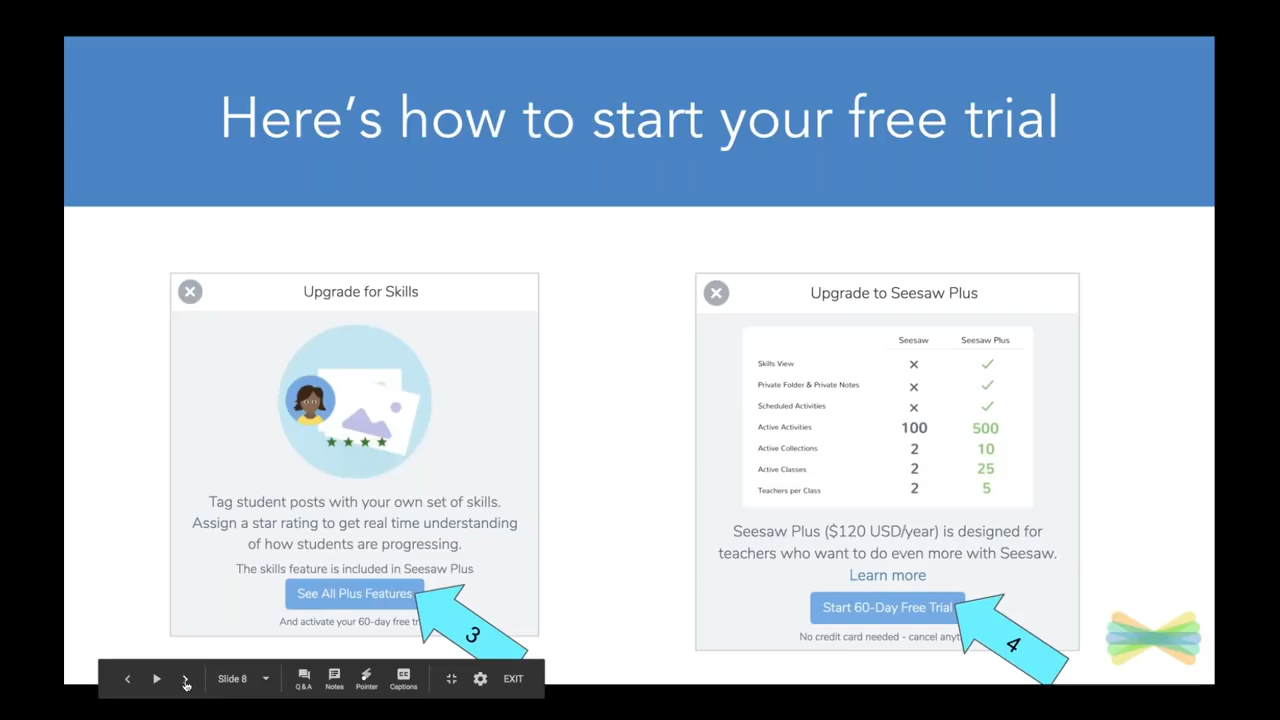 Here's how to start your free trial
Upgrade for Skills
Tag student posts with your own set of skills.
Assign a star rating to get real time understanding
of how students are progressing.
The skills feature is included in Seesaw Plus
See All Plus Features
And activate your 60-day free
3
Upgrade to Seesaw Plus
Seesaw Seesaw Plus
Skills View × ✓
Private Folder & Private Notes × ✓
Scheduled Activities × ✓
Active Activities 100 500
Active Collections 2 10
Active Classes 2 25
Teachers per Class 2 5
Seesaw Plus ($120 USD/year) is designed for
teachers who want to do even more with Seesaw.
Learn more
Start 60-Day Free Trial
No credit card needed - cancel
4
Slide 8
Q & A
Notes
Pointer
CC
Captions
EXIT